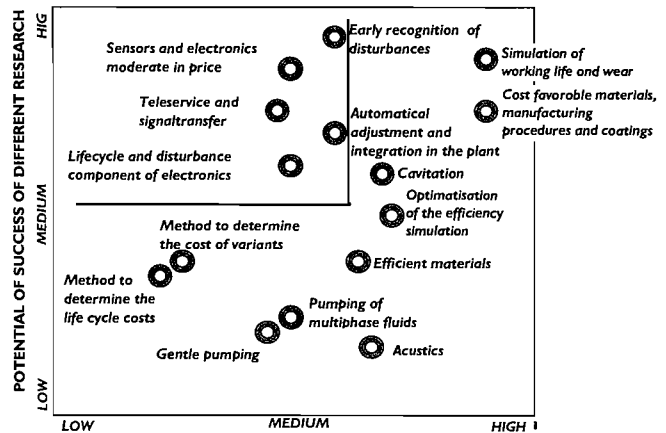 POTENTIAL OF SUCCESS OF DIFFERENT RESEARCH
HIG
MEDIUM
LOW
Early recognition of
disturbances
Sensors and electronics
moderate in price
Simulation of
working life ond wear
Teleservice and
signaltransfer
Cost favorable materials,
manufacturing
procedures and coatings
Automatical
adjustment and
integration in the plant
Lifecycle and disturbance
component of electronics
Cavitation
Optimatisation
of the efficiency
simulation
Method to determine
the cost of variants
Efficient materials
Method to
determine the
life cycle costs
Pumping of
multiphase fluids
Gentle pumping
Acustics
LOW
MEDIUM
HIGH